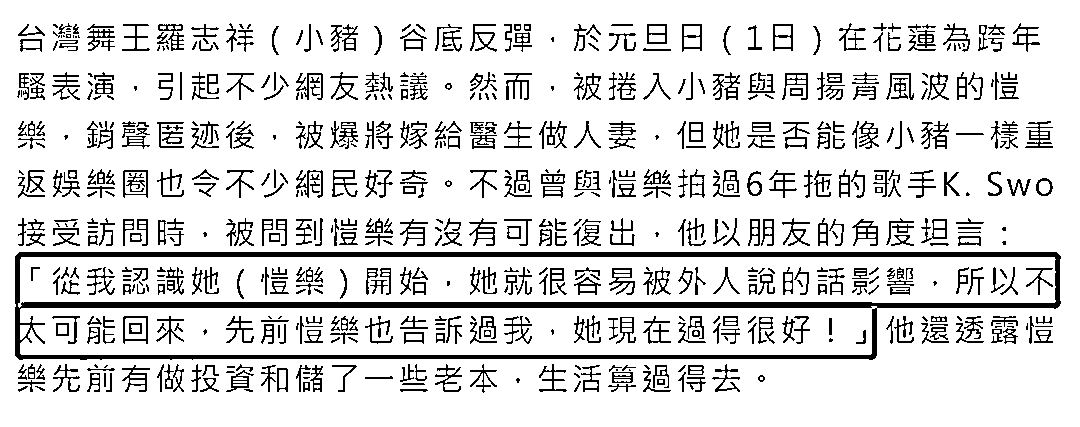 台灣舞王羅志祥（小豬）谷底反彈，於元旦日（1日）在花蓮為跨年
騷表演，引起不少網友熱議。然而，被捲入小豬與周揚青風波的愷
樂，銷聲匿迹後，被爆將嫁給醫生做人妻，但她是否能像小豬一樣重
返娛樂圈也令不少網民好奇。不過曾與愷樂拍過6年拖的歌手K. Swo
接受訪問時，被問到愷樂有沒有可能復出，他以朋友的角度坦言：
「從我認識她（愷樂）開始，她就很容易被外人說的話影響，所以不
太可能回來，先前愷樂也告訴過我，她現在過得很好！」他還透露愷
樂先前有做投資和儲了一些老本，生活算過得去。